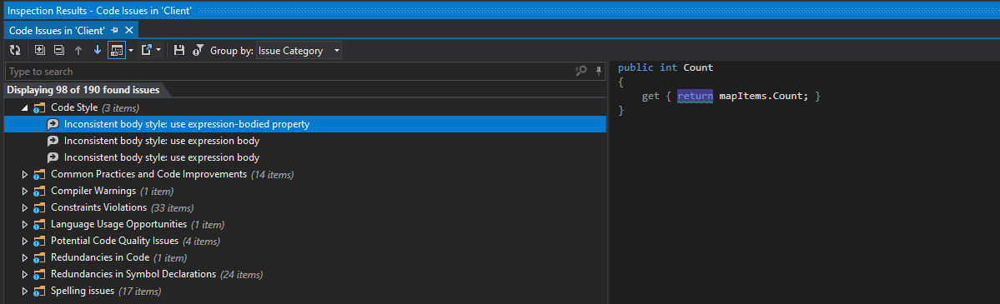 Inspection Results - Code Issues in 'Client'
Code Issues in 'Client'
Group by: Issue Category
Type to search
Displaying 98 of 190 found issues
Code Style (3 items)
Inconsistent body style: use expression-bodied property
Inconsistent body style: use expression body
Inconsistent body style: use expression body
Common Practices and Code Improvements (14 items)
Compiler Warnings (1 item)
Constraints Violations (33 items)
Language Usage Opportunities (1 item)
Potential Code Quality Issues (4 items)
Redundancies in Code (1 item)
Redundancies in Symbol Declarations (24 items)
Spelling issues (17 items)
public int Count
{
get { return mapItems.Count; }
}